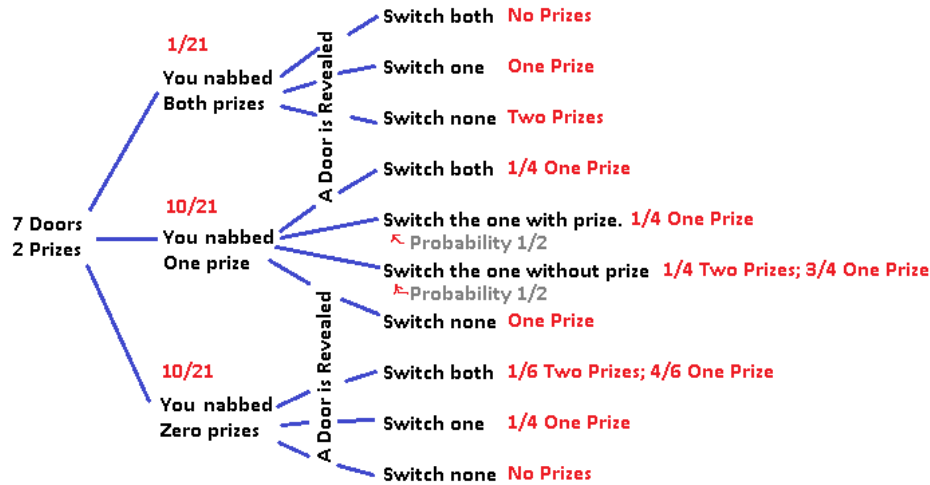 7 Doors
2 Prizes
1/21
You nabbed
Both prizes
10/21
You nabbed
One prize
10/21
You nabbed
Zero prizes
A Door is Revealed
A Door is Revealed
Switch both No Prizes
Switch one One Prize
Switch none Two Prizes
Switch both 1/4 One Prize
Switch the one with prize. 1/4 One Prize
Probability 1/2
Switch the one without prize 1/4 Two Prizes; 3/4 One Prize
Probability 1/2
Switch none One Prize
Switch both 1/6 Two Prizes; 4/6 One Prize
Switch one 1/4 One Prize
Switch none No Prizes